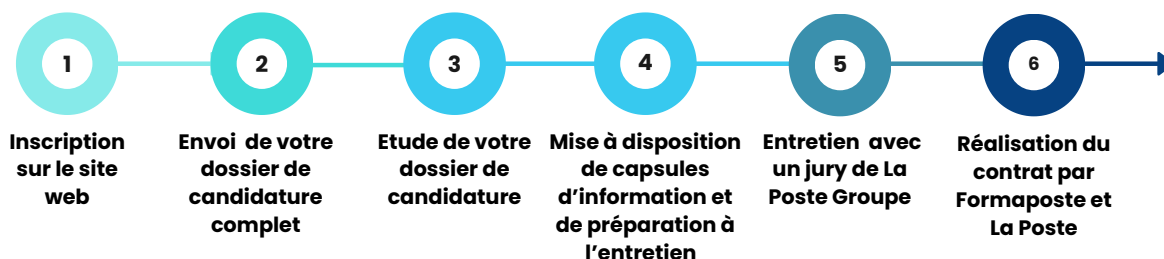 1
Inscription
sur le site
web
2
Envoi de votre
dossier de
candidature
complet
3
Etude de votre
dossier de
candidature
4
Mise à disposition
de capsules
d'information et
de préparation à
l'entretien
5
Entretien avec
un jury de La
Poste Groupe
6
Réalisation du
contrat par
Formaposte et
La Poste